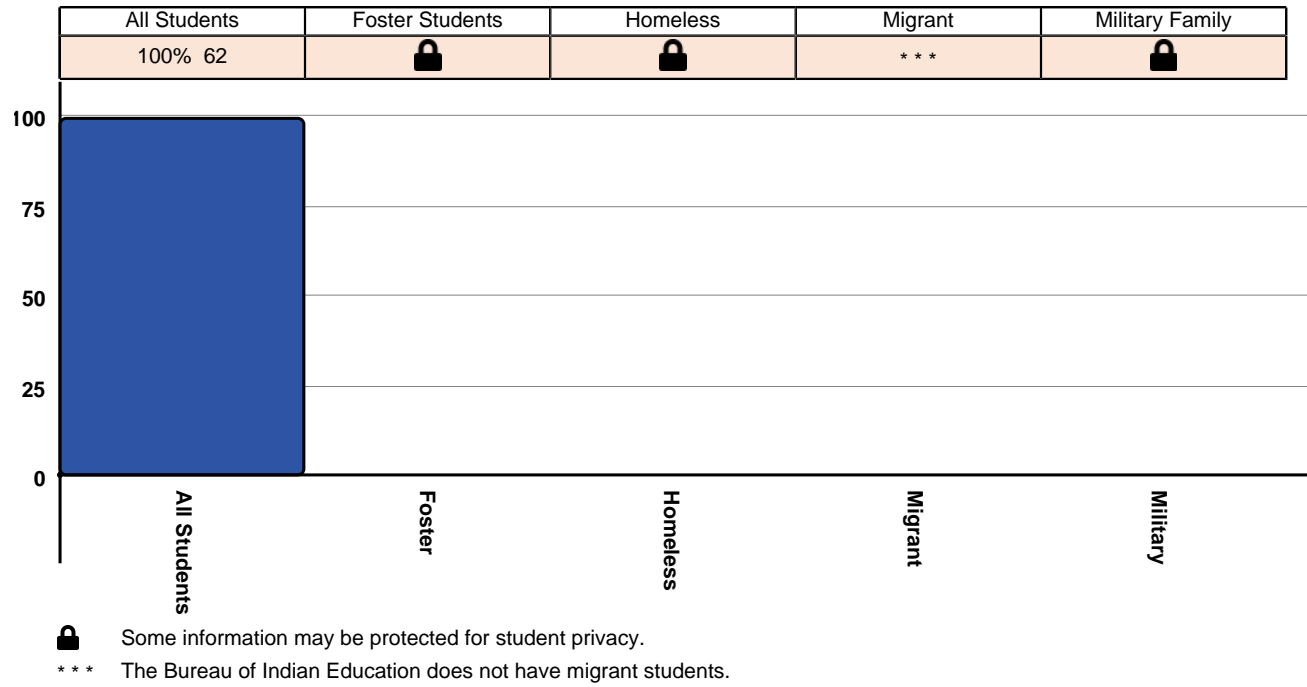 All Students Foster Students Homeless Migrant Military Family
100% 62 * * *
100
75
50
25
0
All Students
Foster
Homeless
Migrant
Military
Some information may be protected for student privacy.
* * * The Bureau of Indian Education does not have migrant students.